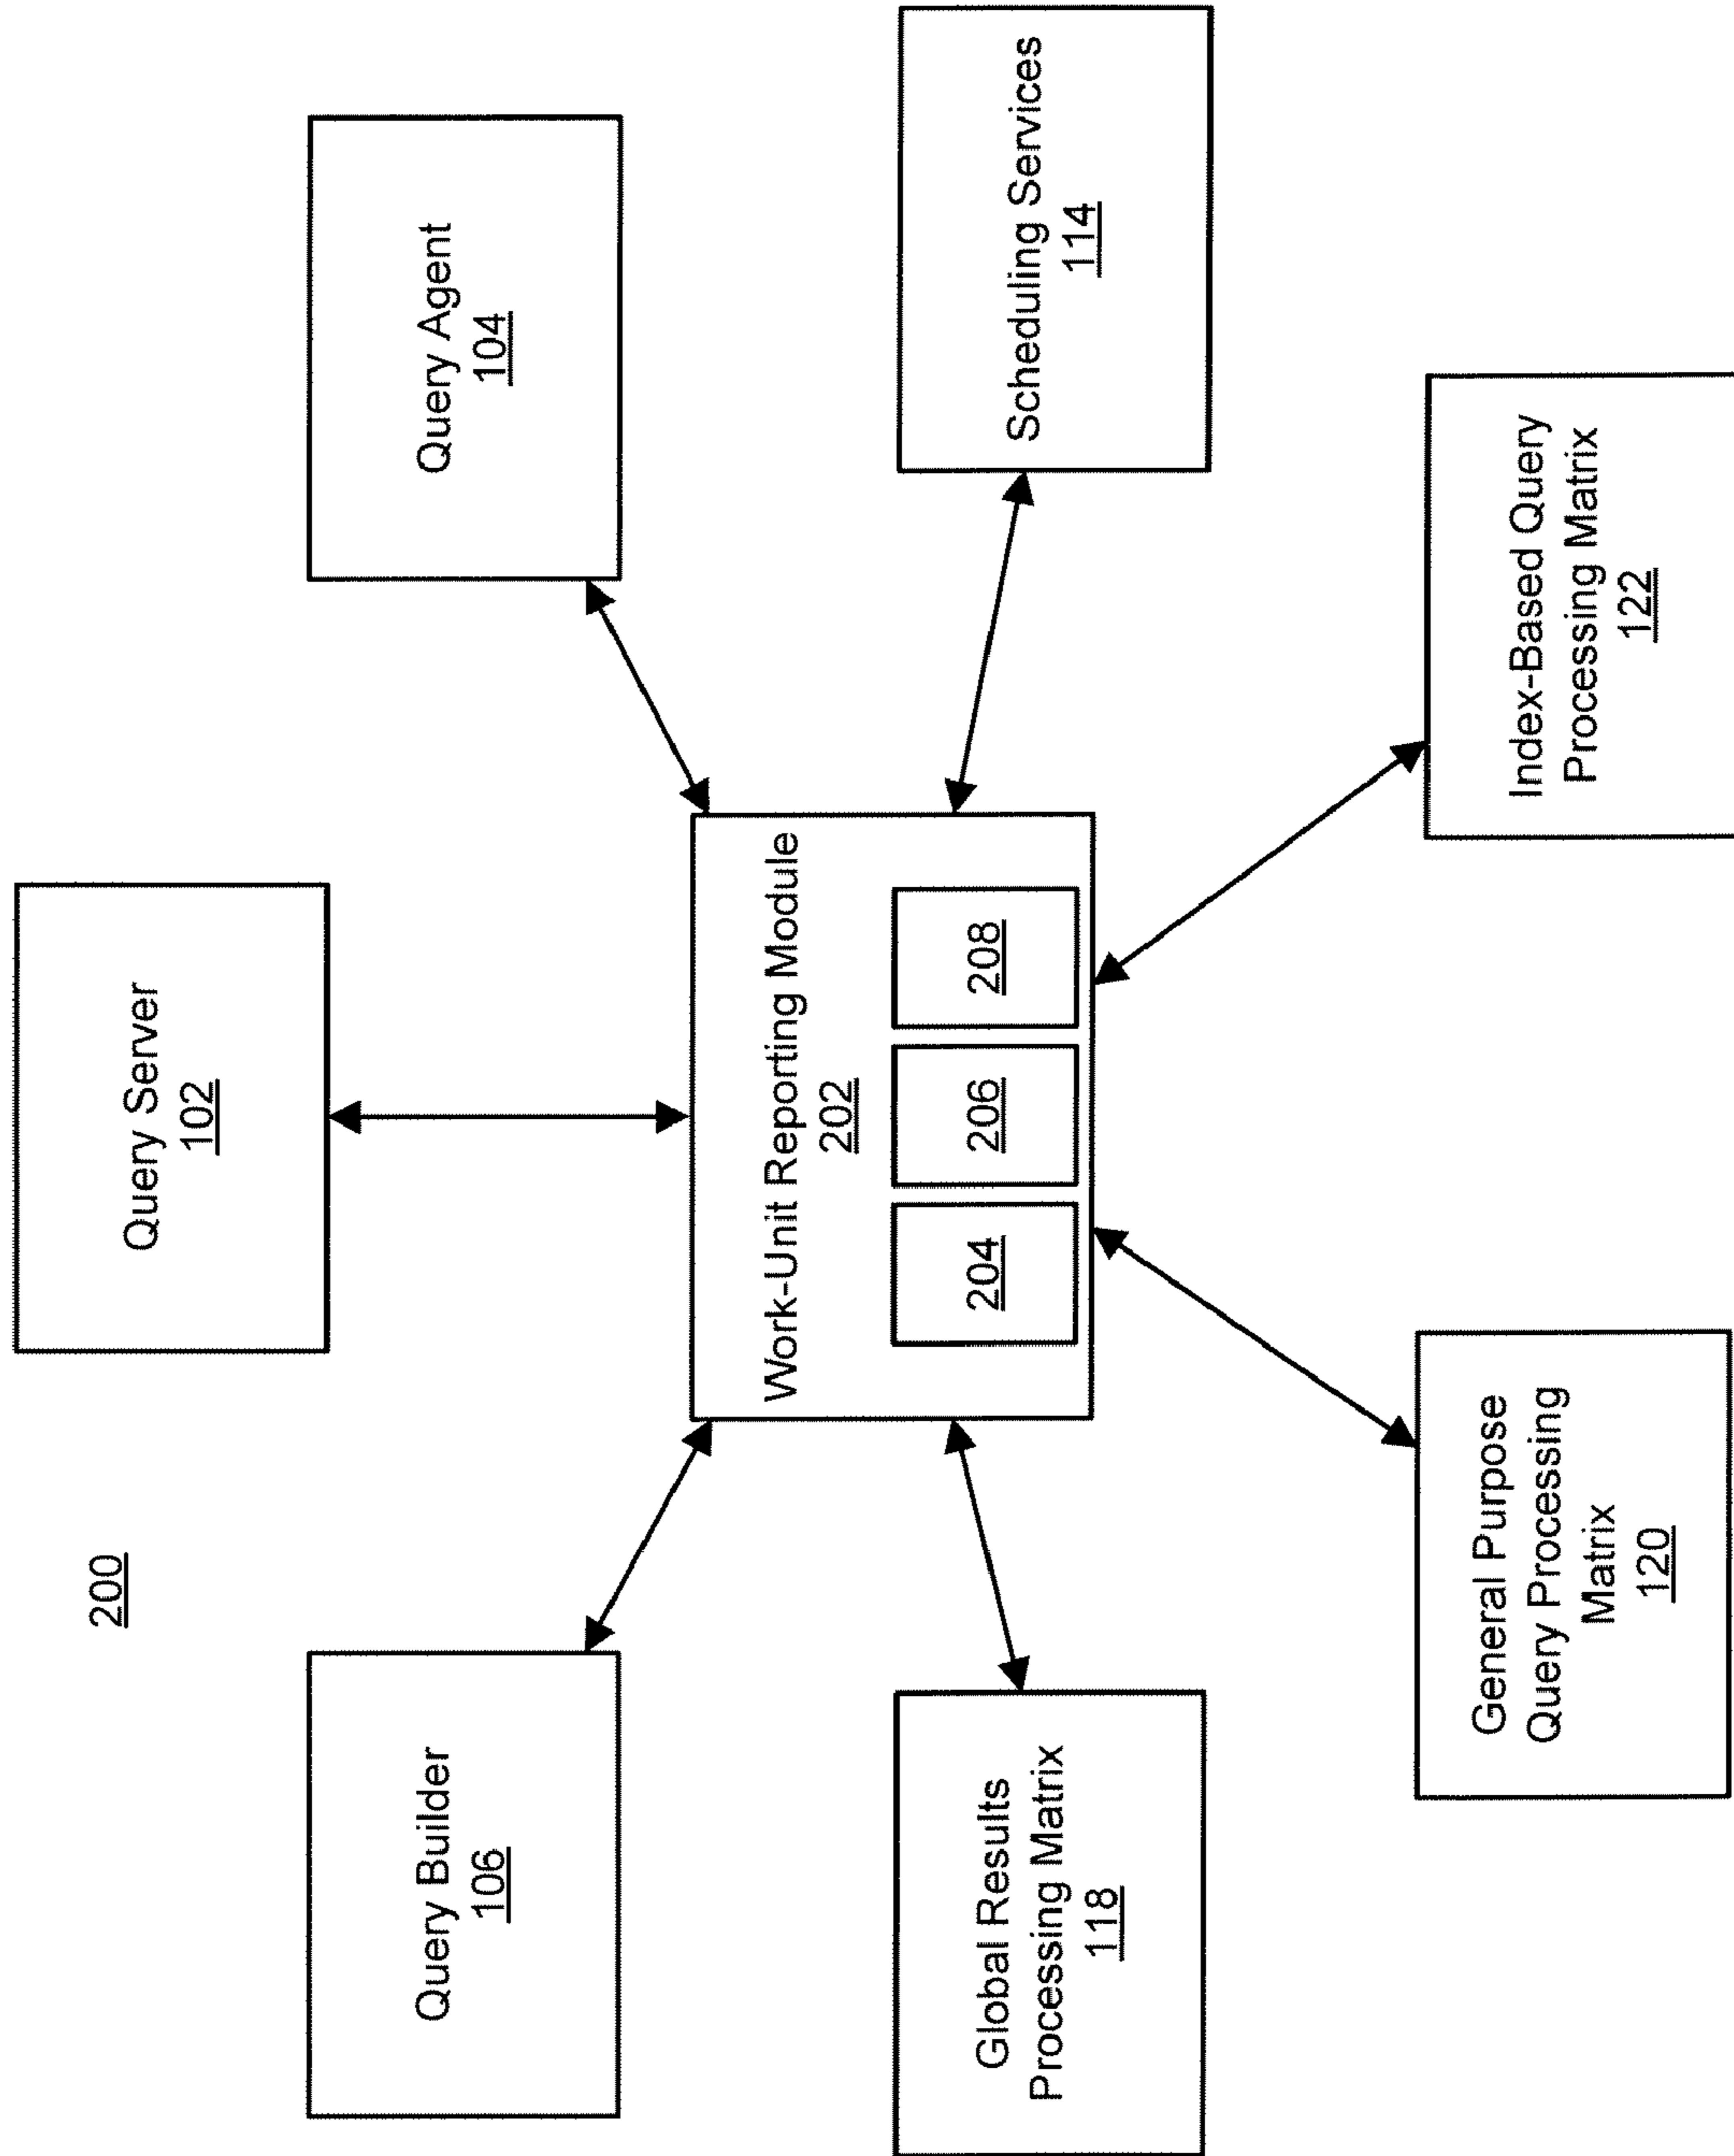 200
Query Server
102
Query Builder
106
Query Agent
104
Work-Unit Reporting Module
202
204
206
208
Global Results
Processing Matrix
118
Scheduling Services
114
General Purpose
Query Processing
Matrix
120
Index-Based Query
Processing Matrix
122